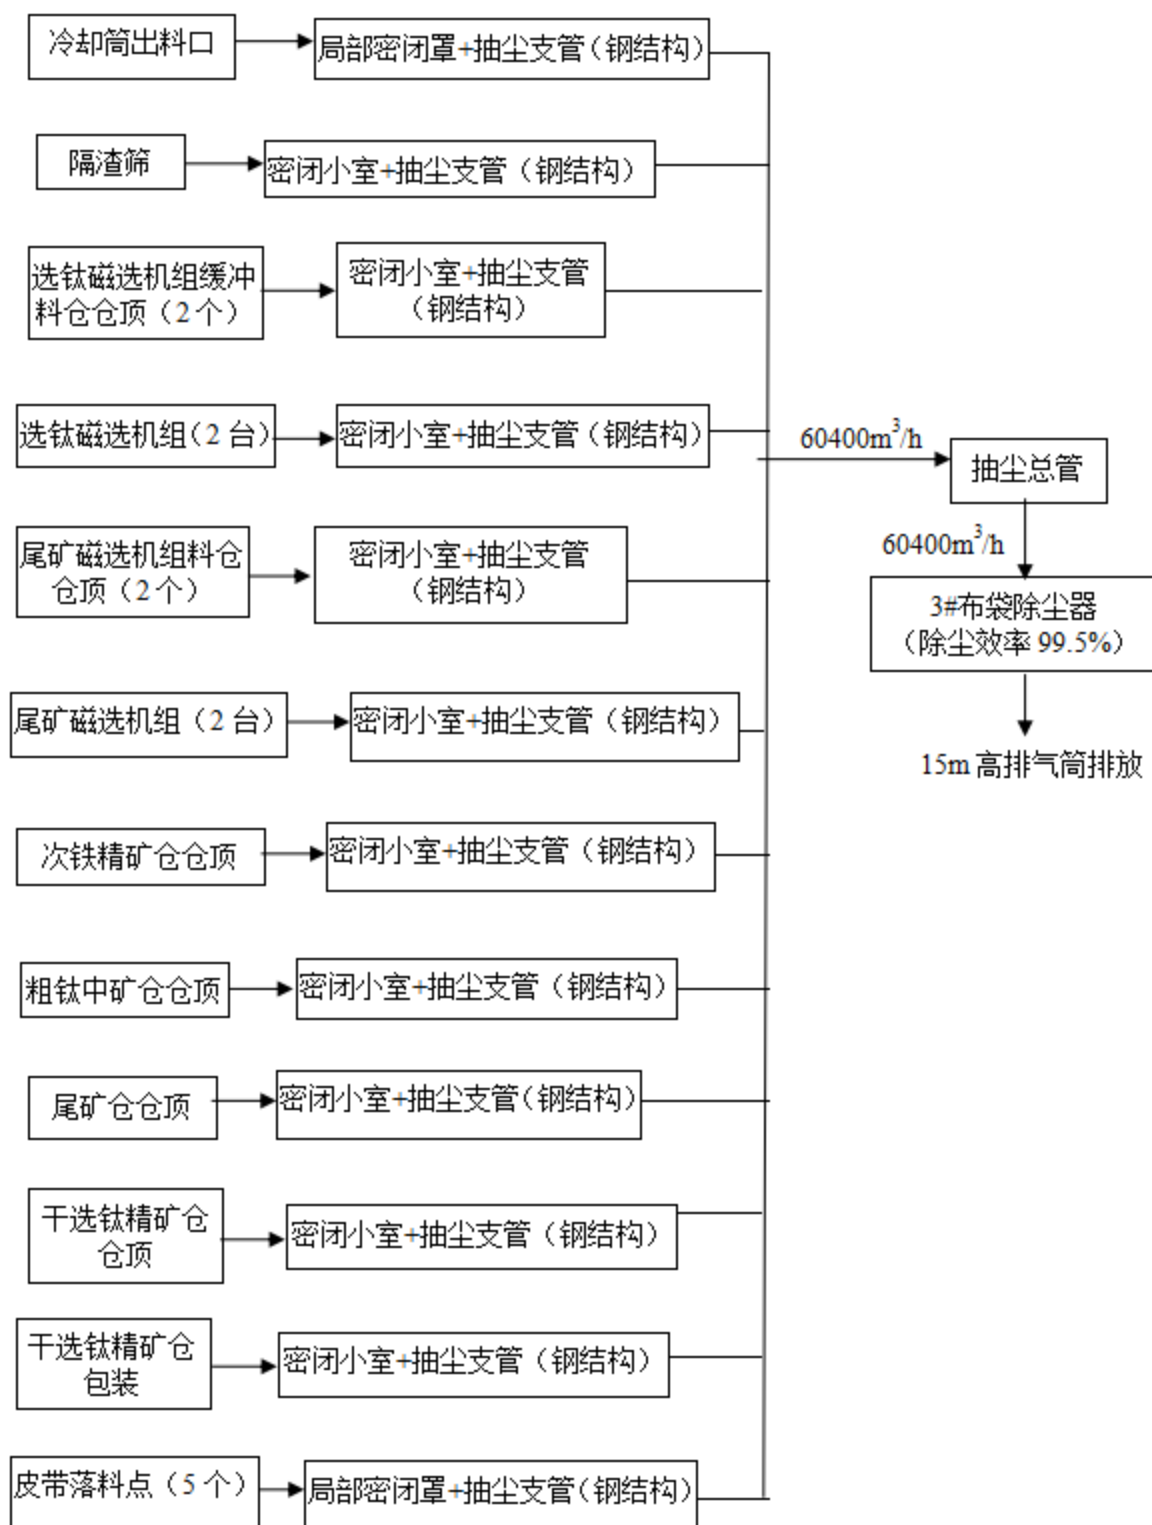 冷却筒出料口
局部密闭罩+抽尘支管(钢结构)
隔渣筛
密闭小室+抽尘支管（钢结构）
选钛磁选机组缓冲
料仓仓顶（2个）
密闭小室+抽尘支管
（钢结构）
选钛磁选机组(2台)
密闭小室+抽尘支管（钢结构）
60400m³/h
抽尘总管
尾矿磁选机组料仓
仓顶（2个）
密闭小室+抽尘支管
（钢结构）
60400m³/h
3#布袋除尘器
（除尘效率 99.5%）
尾矿磁选机组（2台）
密闭小室+抽尘支管（钢结构）
15m 高排气筒排放
次铁精矿仓仓顶
密闭小室+抽尘支管（钢结构）
粗钛中矿仓仓顶
密闭小室+抽尘支管（钢结构）
尾矿仓仓顶
密闭小室+抽尘支管(钢结构)
干选钛精矿仓
仓顶
密闭小室+抽尘支管（钢结构）
干选钛精矿仓
包装
密闭小室+抽尘支管（钢结构）
皮带落料点（5个）
局部密闭罩+抽尘支管(钢结构)